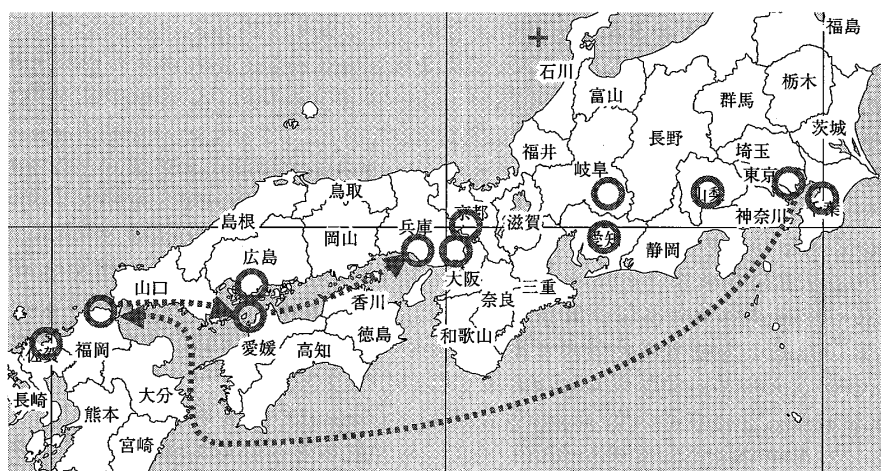 福島
石川
富山
栃木
群馬
長野
茨城
福井
岐阜
埼玉
東京
山梨
千葉
神奈川
鳥取
京都
滋賀
島根
兵庫
岡山
愛知
静岡
広島
大阪
三重
山口
香川
奈良
徳島
和歌山
愛媛
高知
佐賀
福岡
大分
長崎
熊本
宮崎